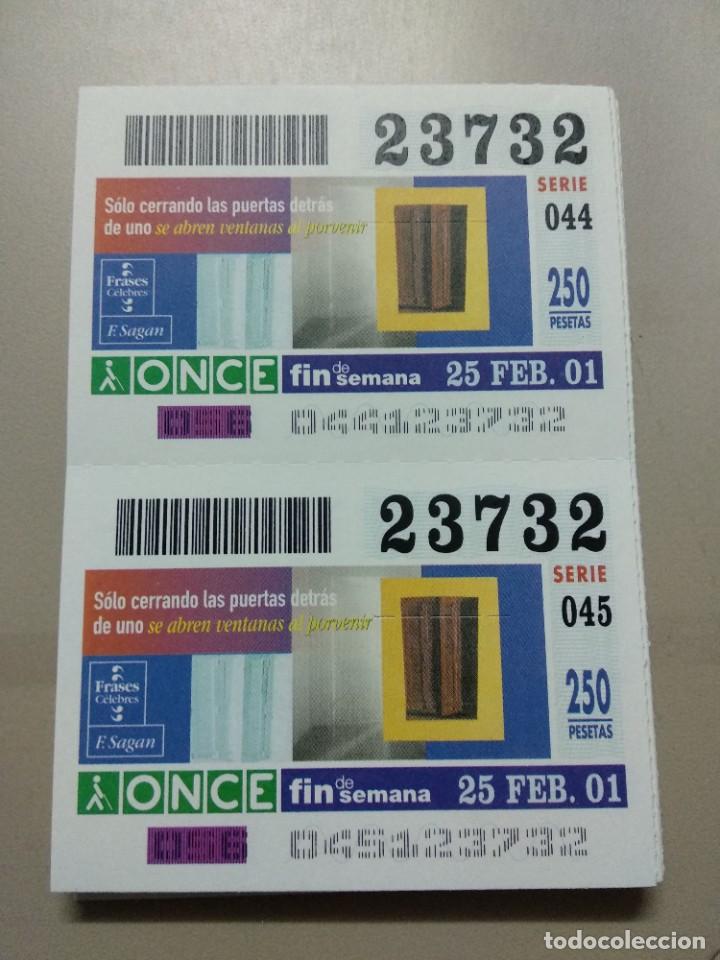 23732
SERIE
044
Sólo cerrando las puertas detrás
de uno se abren ventanas al porvenir
Frases
Célebres
F. Sagan
250
PESETAS
ONCE fin de semana 25 FEB. 01
056 044123732
23732
SERIE
045
Sólo cerrando las puertas detrás
de uno se abren ventanas al porvenir
Frases
Célebres
F. Sagan
250
PESETAS
ONCE fin de semana 25 FEB. 01
056 045123732
todocoleccion.net